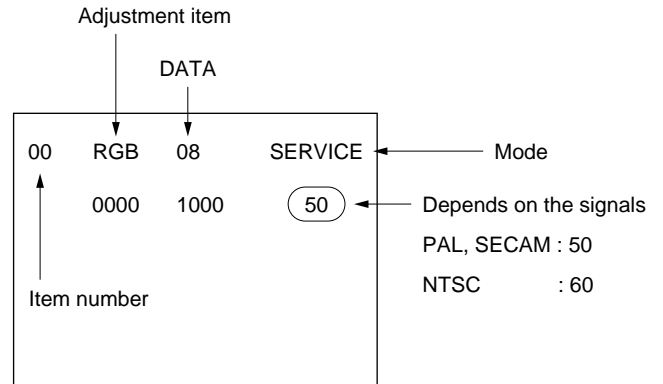 Adjustment item
DATA
00 RGB 08 SERVICE
Mode
0000 1000 50
Depends on the signals
PAL, SECAM : 50
NTSC : 60
Item number